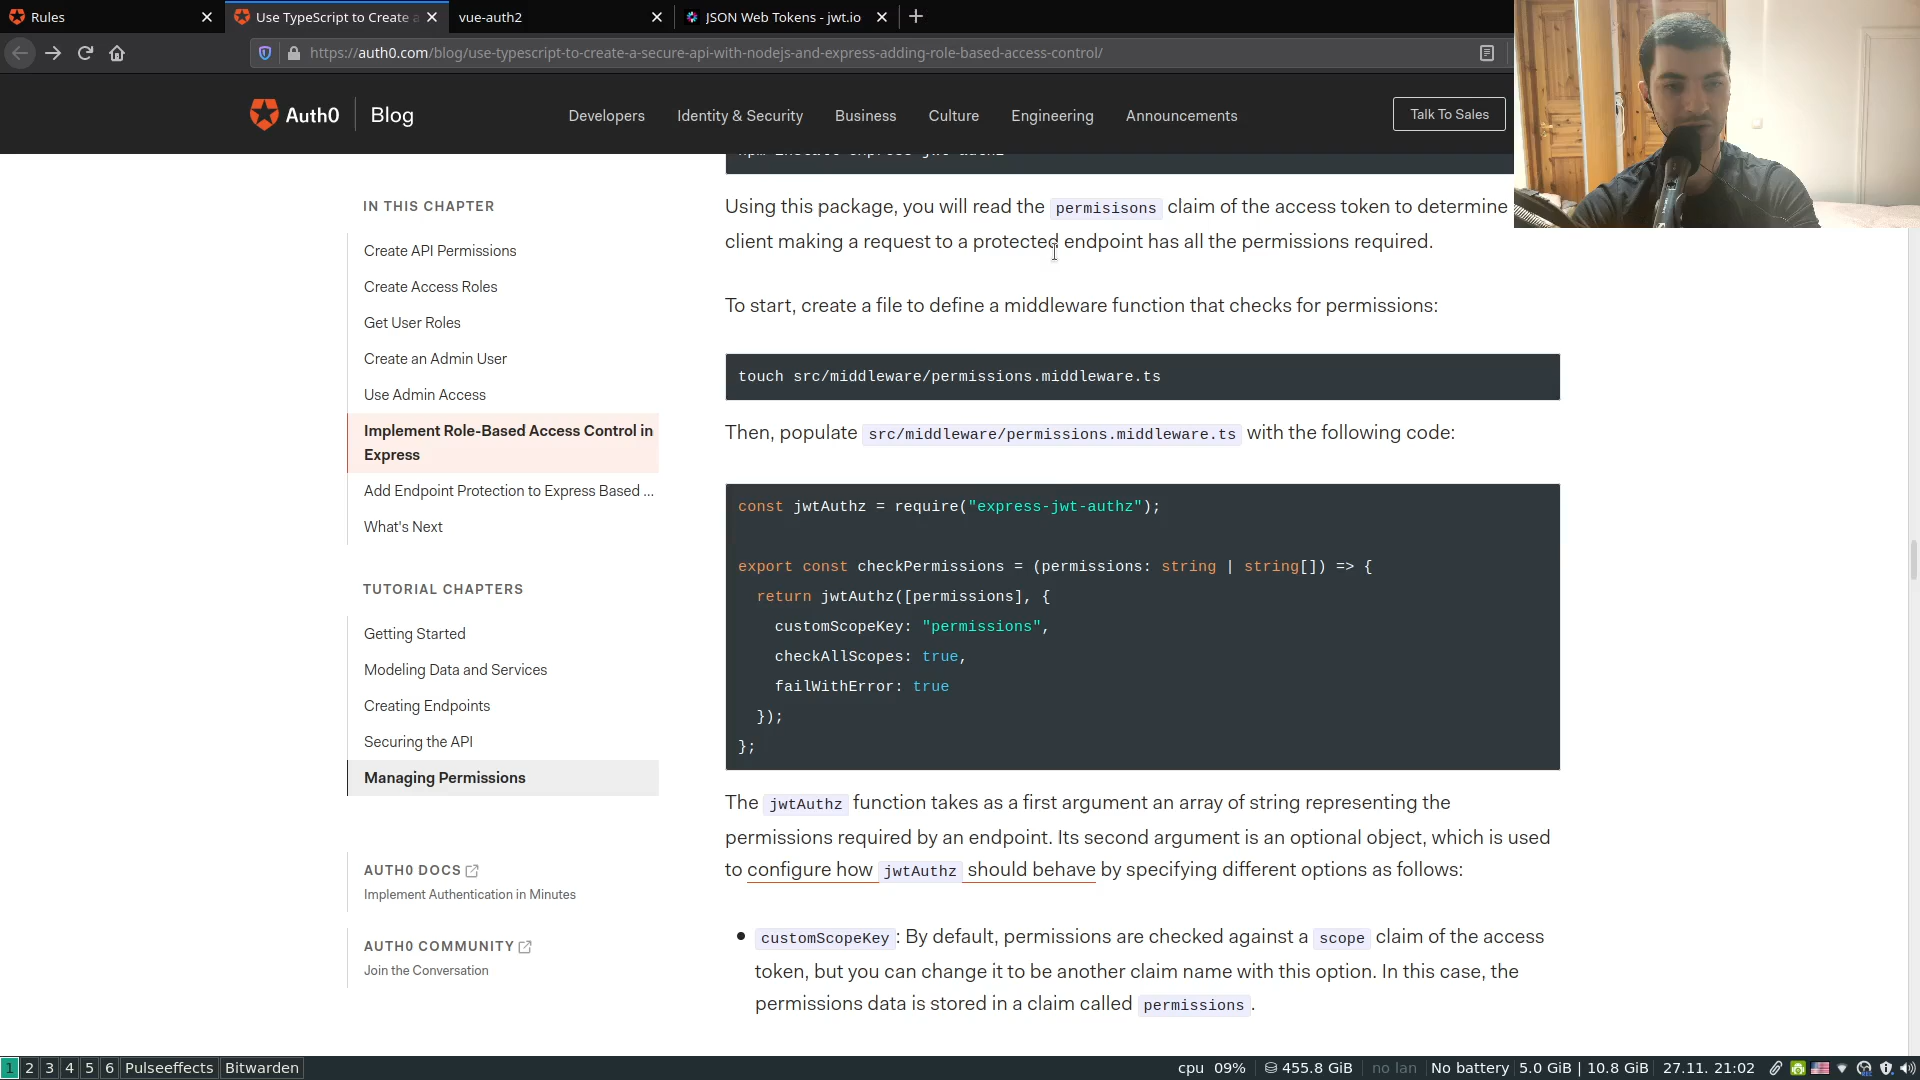 Rules
Use TypeScript to Create a
vue-auth2
JSON Web Tokens - jwt.io
https://auth0.com/blog/use-typescript-to-create-a-secure-api-with-nodejs-and-express-adding-role-based-access-control/
Auth0
Blog
Developers
Identity & Security
Business
Culture
Engineering
Announcements
Talk To Sales
IN THIS CHAPTER
Create API Permissions
Create Access Roles
Get User Roles
Create an Admin User
Use Admin Access
Implement Role-Based Access Control in
Express
Add Endpoint Protection to Express Based ...
What's Next
TUTORIAL CHAPTERS
Getting Started
Modeling Data and Services
Creating Endpoints
Securing the API
Managing Permissions
AUTH0 DOCS
Implement Authentication in Minutes
AUTH0 COMMUNITY
Join the Conversation
Using this package, you will read the permisisons claim of the access token to determine
client making a request to a protected endpoint has all the permissions required.
To start, create a file to define a middleware function that checks for permissions:
touch src/middleware/permissions.middleware.ts
Then, populate src/middleware/permissions.middleware.ts with the following code:
const jwtAuthz = require("express-jwt-authz");
export const checkPermissions = (permissions: string | string[]) => {
return jwtAuthz([permissions], {
customScopeKey: "permissions",
checkAllScopes: true,
failWithError: true
});
};
The jwtAuthz function takes as a first argument an array of string representing the
permissions required by an endpoint. Its second argument is an optional object, which is used
to configure how jwtAuthz should behave by specifying different options as follows:
• customScopeKey: By default, permissions are checked against a scope claim of the access
token, but you can change it to be another claim name with this option. In this case, the
permissions data is stored in a claim called permissions.
1 2 3 4 5 6 Pulseeffects Bitwarden
cpu 09% 455.8 GiB no lan No battery 5.0 GiB | 10.8 GiB 27.11. 21:02